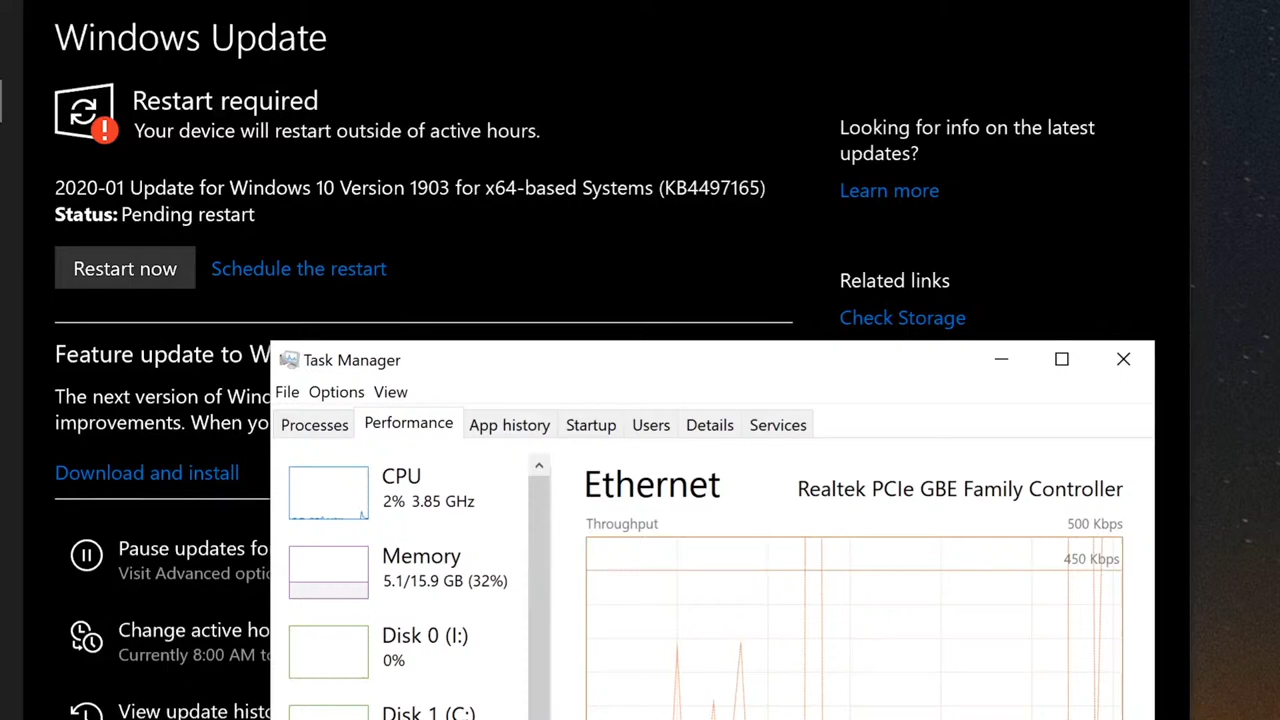 Windows Update
Restart required
Your device will restart outside of active hours.
2020-01 Update for Windows 10 Version 1903 for x64-based Systems (KB4497165)
Status: Pending restart
Restart now
Schedule the restart
Looking for info on the latest
updates?
Learn more
Related links
Check Storage
Feature update to W
The next version of Wind
improvements. When yo
Download and install
Pause updates fo
Visit Advanced optic
Change active ho
Currently 8:00 AM to
View update histo
Task Manager
File Options View
Processes Performance App history Startup Users Details Services
CPU
2% 3.85 GHz
Memory
5.1/15.9 GB (32%)
Disk 0 (I:)
0%
Disk 1 (C:)
Ethernet
Realtek PCIe GBE Family Controller
Throughput
500 Kbps
450 Kbps